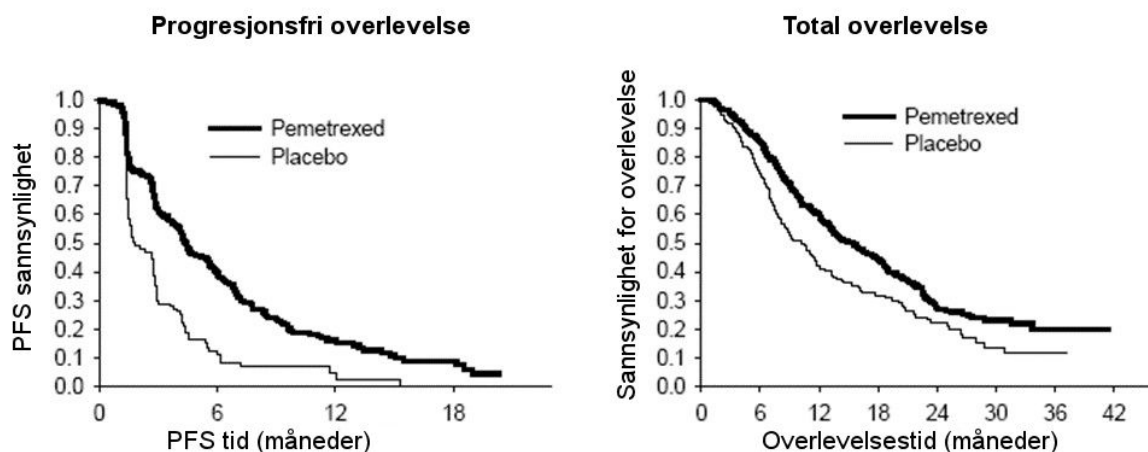 Progresjonsfri overlevelse
PFS sannsynlighet
1.0
0.9
0.8
0.7
0.6
0.5
0.4
0.3
0.2
0.1
0.0
Pemetrexed
Placebo
0 6 12 18
PFS tid (måneder)
Total overlevelse
Sannsynlighet for overlevelse
1.0
0.9
0.8
0.7
0.6
0.5
0.4
0.3
0.2
0.1
0.0
Pemetrexed
Placebo
0 6 12 18 24 30 36 42
Overlevelsestid (måneder)